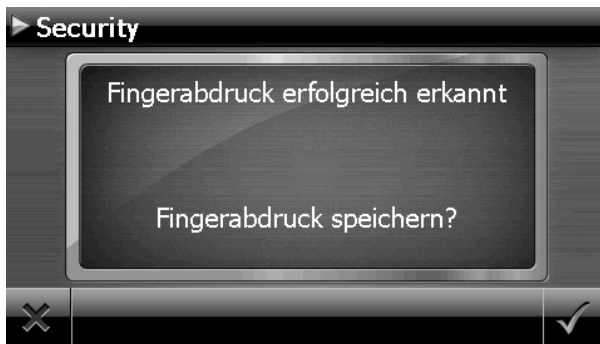 Security
Fingerabdruck erfolgreich erkannt
Fingerabdruck speichern?